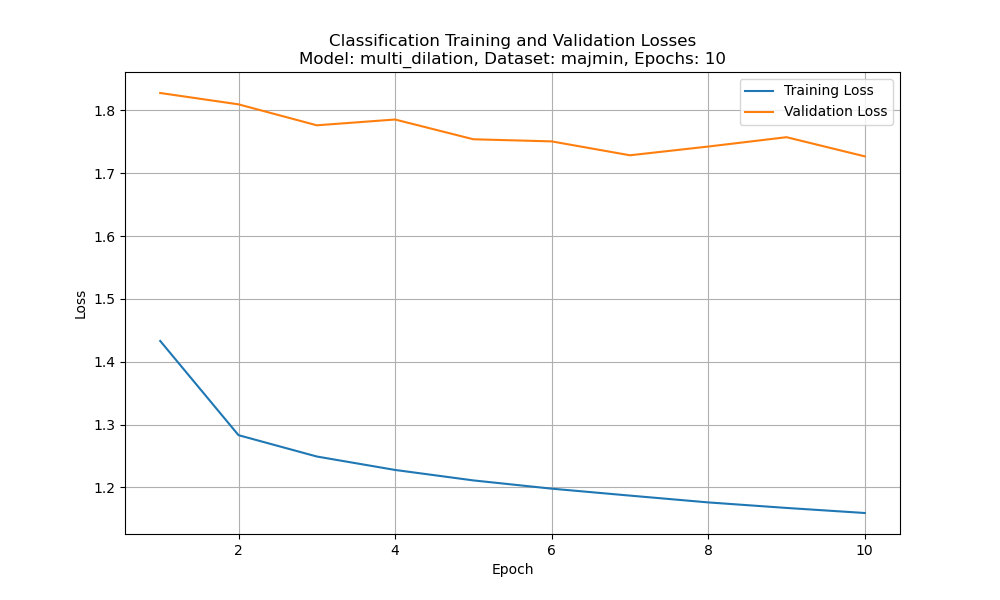 Classification Training and Validation Losses
Model: multi_dilation, Dataset: majmin, Epochs: 10
Training Loss
Validation Loss
1.8
1.7
1.6
1.5
1.4
1.3
1.2
Loss
2 4 6 8 10
Epoch